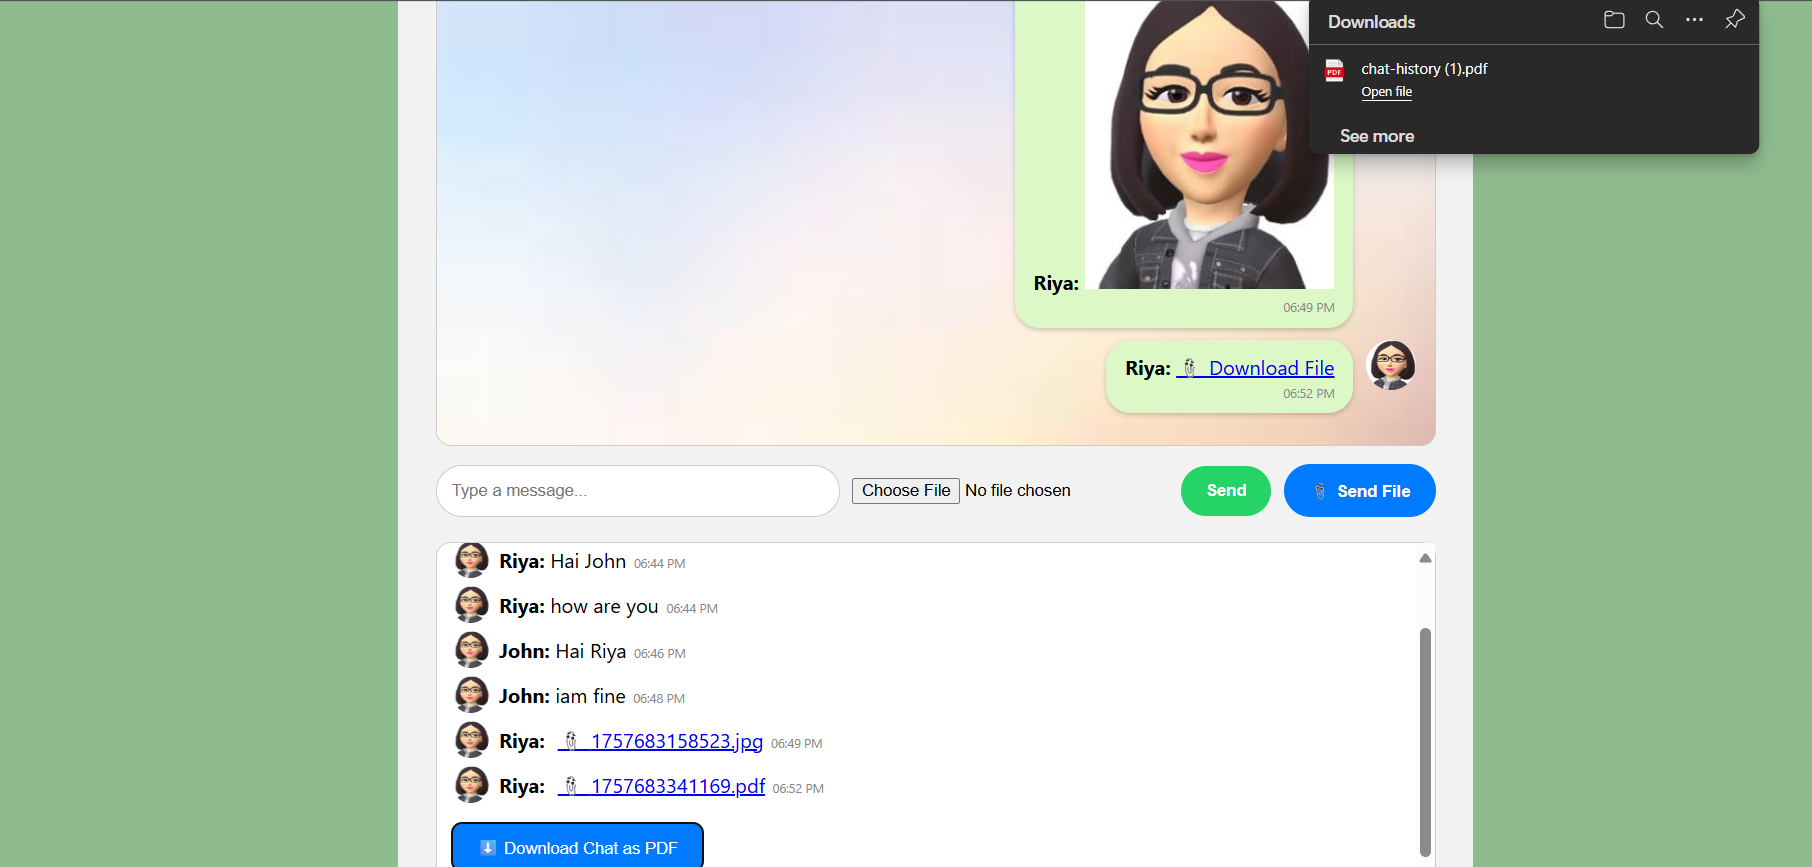 Downloads
chat-history (1).pdf
PDF
Open file
See more
Riya:
06:49 PM
Riya: Download File
06:52 PM
Type a message...
Choose File No file chosen
Send
Send File
Riya: Hai John 06:44 PM
Riya: how are you 06:44 PM
John: Hai Riya 06:46 PM
John: iam fine 06:48 PM
Riya: 1757683158523.jpg 06:49 PM
Riya: 1757683341169.pdf 06:52 PM
Download Chat as PDF